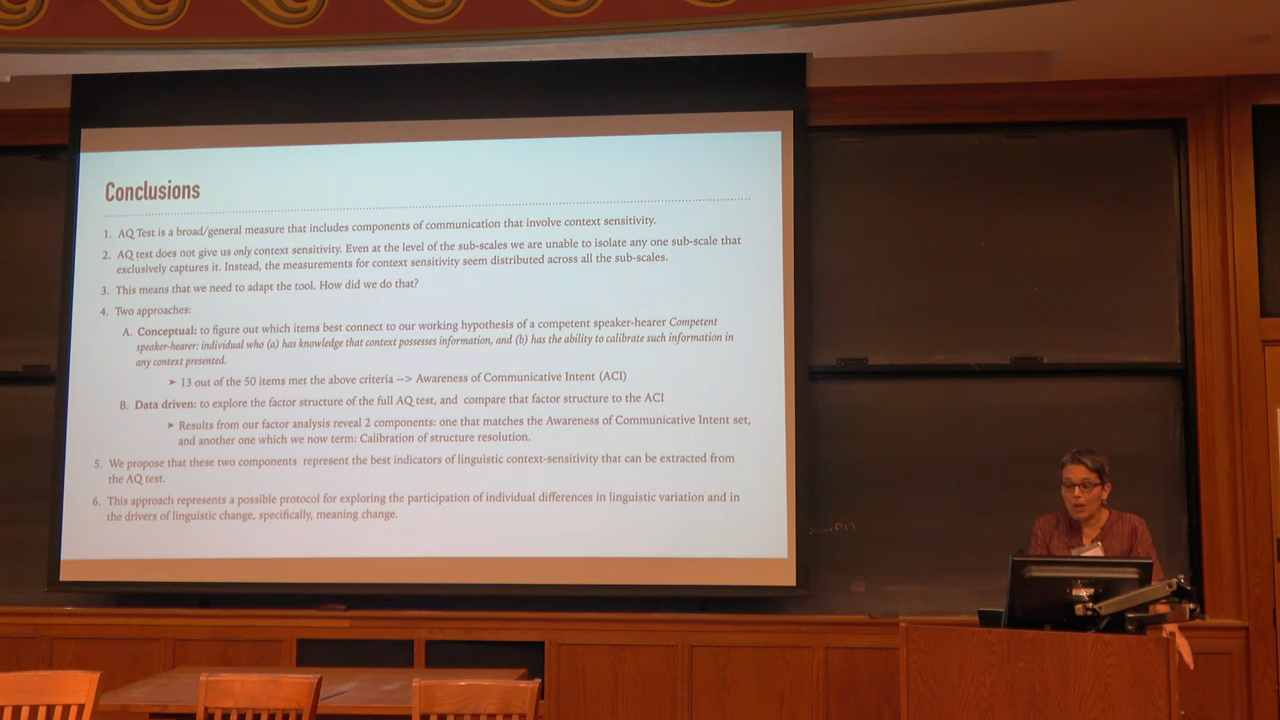 Conclusions
1. AQ Test is a broad/general measure that includes components of communication that involve context sensitivity.
2. AQ test does not give us only context sensitivity. Even at the level of the sub-scales we are unable to isolate any one sub-scale that
exclusively captures it. Instead, the measurements for context sensitivity seem distributed across all the sub-scales.
3. This means that we need to adapt the tool. How did we do that?
4. Two approaches:
A. Conceptual: to figure out which items best connect to our working hypothesis of a competent speaker-hearer Competent
speaker-hearer: individual who (a) has knowledge that context possesses information, and (b) has the ability to calibrate such information in
any context presented.
➤ 13 out of the 50 items met the above criteria --> Awareness of Communicative Intent (ACI)
B. Data driven: to explore the factor structure of the full AQ test, and compare that factor structure to the ACI
➤ Results from our factor analysis reveal 2 components: one that matches the Awareness of Communicative Intent set,
and another one which we now term: Calibration of structure resolution.
5. We propose that these two components represent the best indicators of linguistic context-sensitivity that can be extracted from
the AQ test.
6. This approach represents a possible protocol for exploring the participation of individual differences in linguistic variation and in
the drivers of linguistic change, specifically, meaning change.